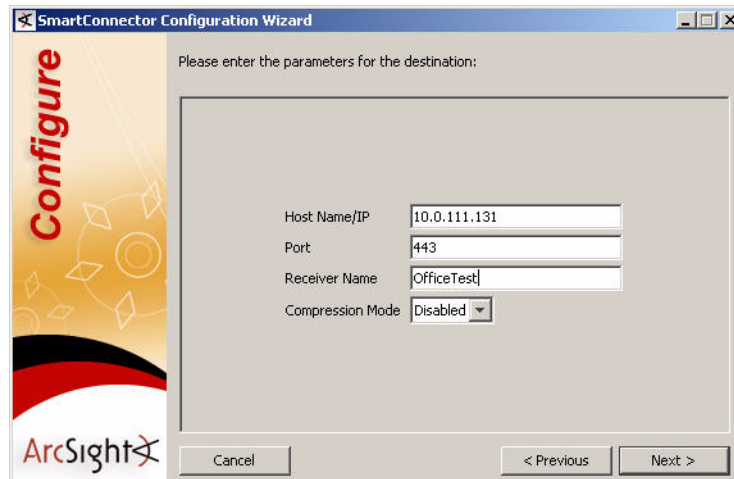 SmartConnector Configuration Wizard
Configure
Please enter the parameters for the destination:
Host Name/IP 10.0.111.131
Port 443
Receiver Name OfficeTest
Compression Mode Disabled
ArcSight
Cancel < Previous Next >